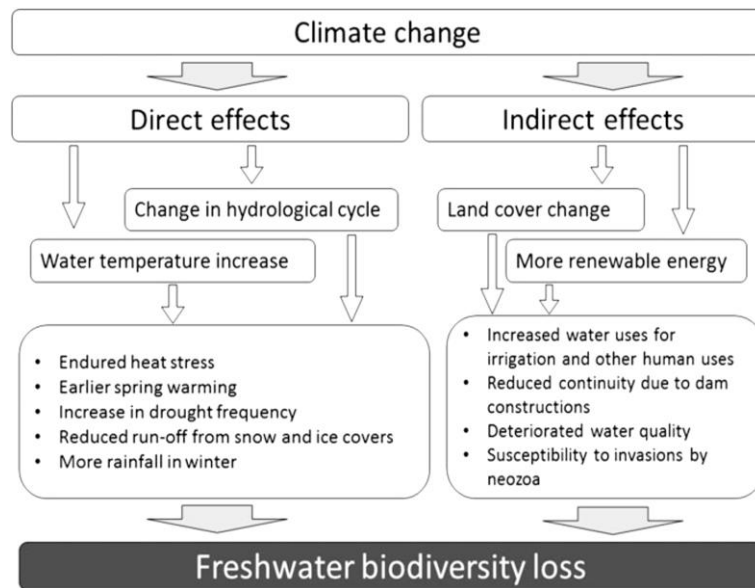 Climate change
Direct effects
Indirect effects
Change in hydrological cycle
Land cover change
Water temperature increase
More renewable energy
• Endured heat stress
• Earlier spring warming
• Increase in drought frequency
• Reduced run-off from snow and ice covers
• More rainfall in winter
• Increased water uses for
irrigation and other human uses
• Reduced continuity due to dam
constructions
• Deteriorated water quality
• Susceptibility to invasions by
neozoa
Freshwater biodiversity loss